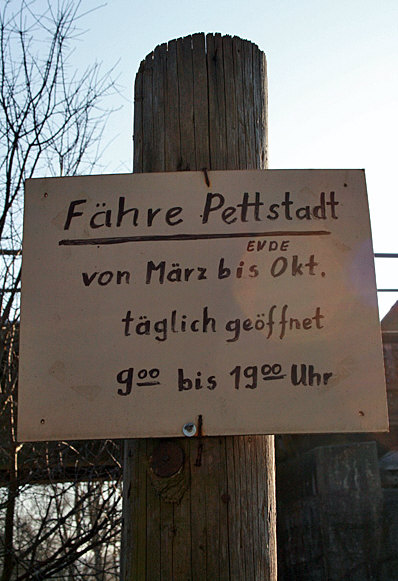 Fähre Pettstadt
ENDE
von März bis Okt.
täglich geöffnet
9⁰⁰ bis 19⁰⁰ Uhr